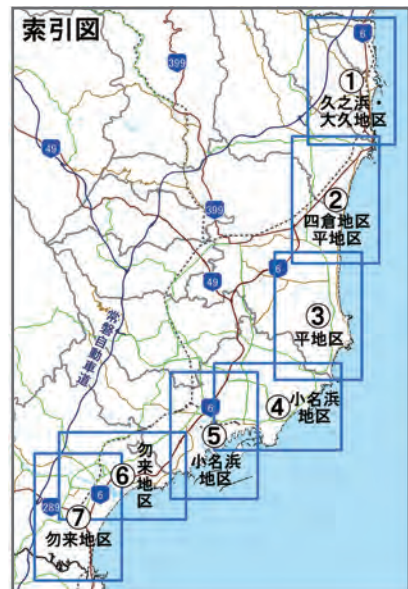 索引図
6
399
①
久之浜・
大久地区
49
②
四倉地区
平地区
399
6
49
③
平地区
常磐自動車道
④
小名浜
地区
6
⑤
小名浜
地区
⑥
勿来地区
6
289
⑦
勿来地区